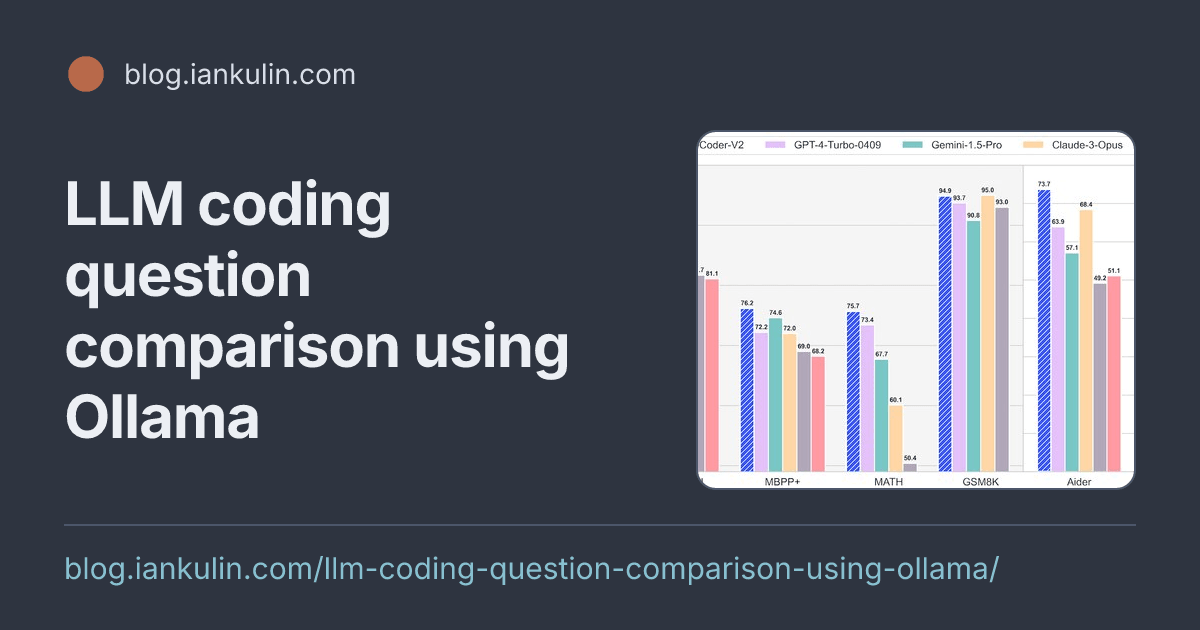 blog.iankulin.com
LLM coding
question
comparison using
Ollama
Coder-V2 GPT-4-Turbo-0409 Gemini-1.5-Pro Claude-3-Opus
.7 81.1
76.2 72.2 74.6 72.0 69.0 68.2
75.7 73.4 67.7 60.1 50.4
94.9 93.7 90.8 95.0 93.0
73.7 63.9 57.1 68.4 49.2 51.1
MBPP+ MATH GSM8K Aider
blog.iankulin.com/llm-coding-question-comparison-using-ollama/